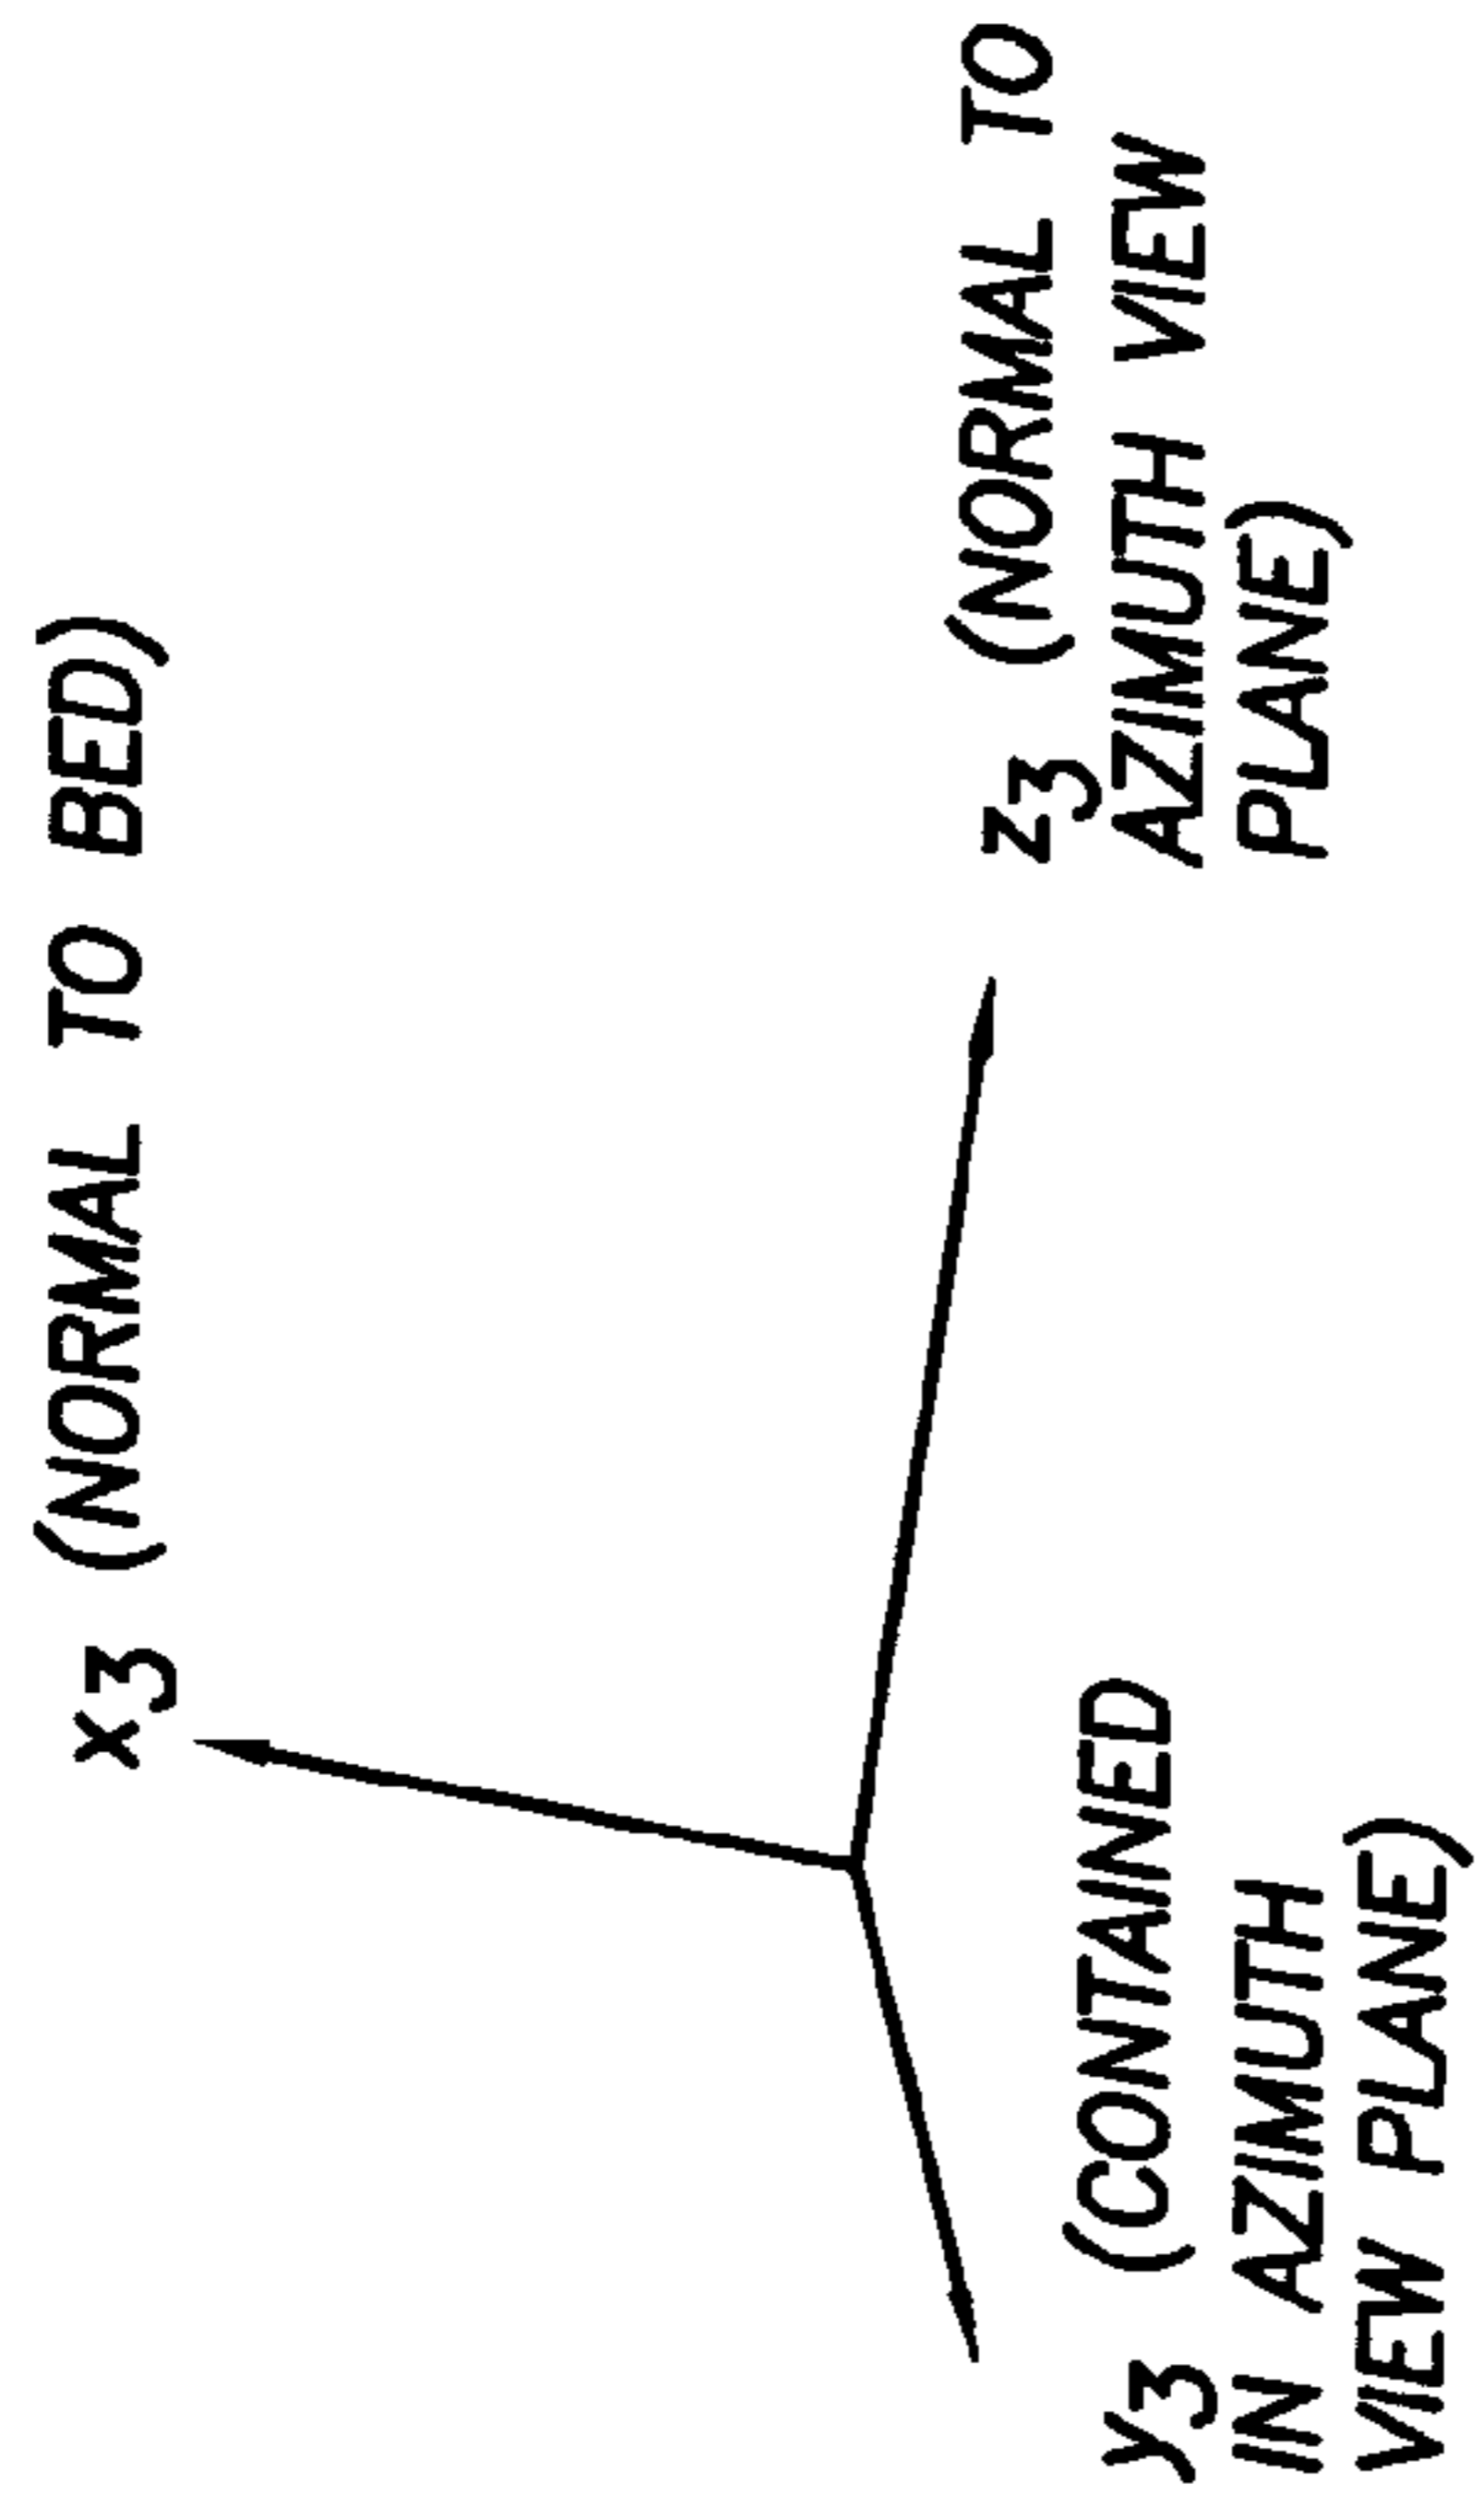 x3 (NORMAL TO BED)
y3 (CONTAINED
IN AZIMUTH
VIEW PLANE)
z3 (NORMAL TO
AZIMUTH VIEW
PLANE)